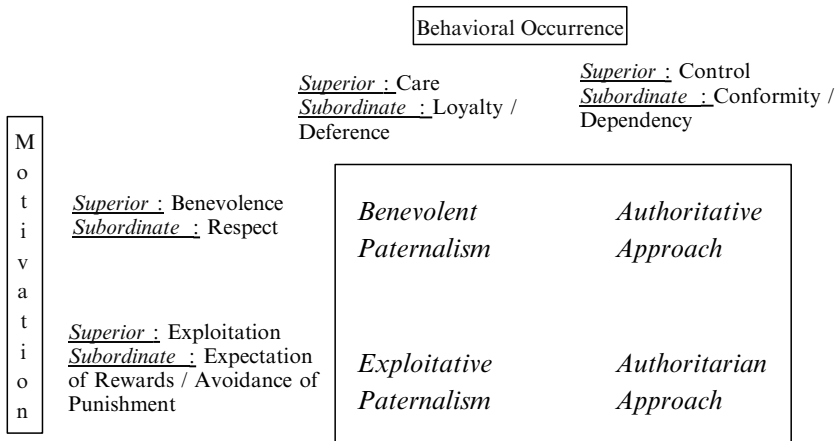 Behavioral Occurrence
Superior : Care
Subordinate : Loyalty /
Deference
Superior : Control
Subordinate : Conformity /
Dependency
Motivation
Superior : Benevolence
Subordinate : Respect
Benevolent
Paternalism
Authoritative
Approach
Superior : Exploitation
Subordinate : Expectation
of Rewards / Avoidance of
Punishment
Exploitative
Paternalism
Authoritarian
Approach